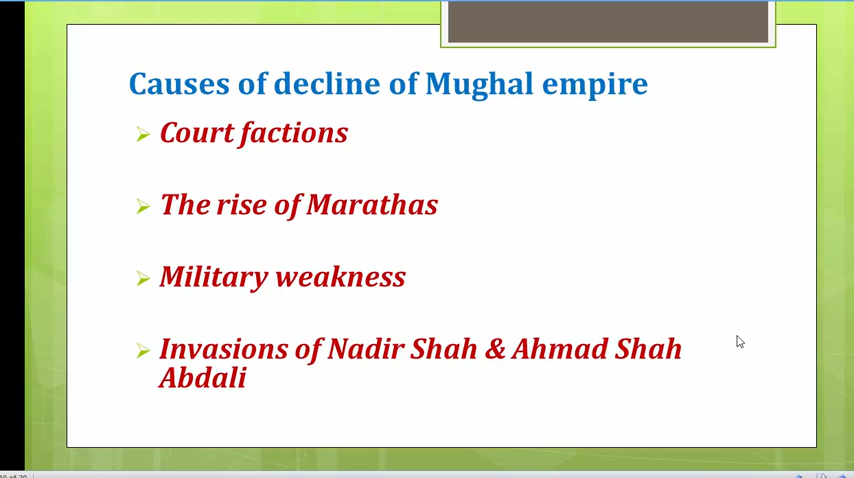 Causes of decline of Mughal empire
Court factions
The rise of Marathas
Military weakness
Invasions of Nadir Shah & Ahmad Shah
Abdali